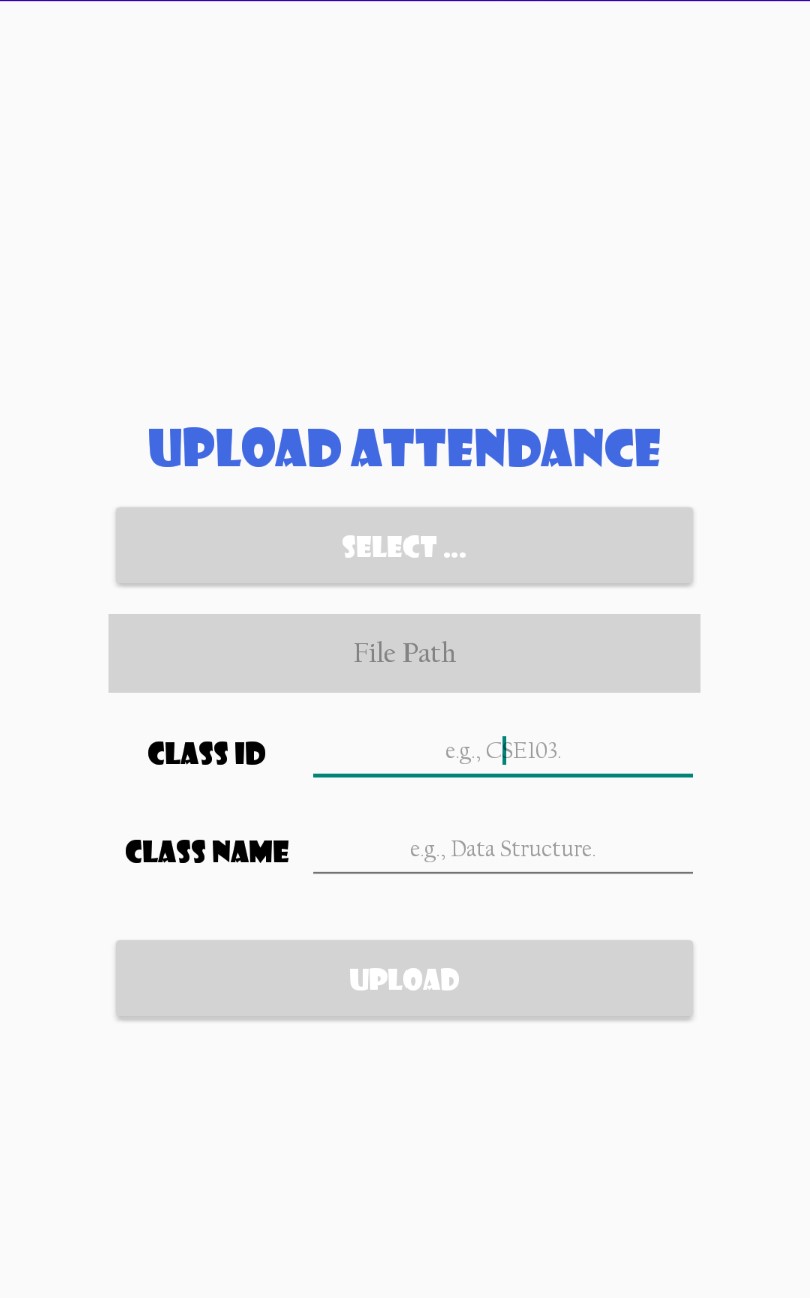 UPLOAD ATTENDANCE
SELECT ...
File Path
CLASS ID e.g., CSE103.
CLASS NAME e.g., Data Structure.
UPLOAD